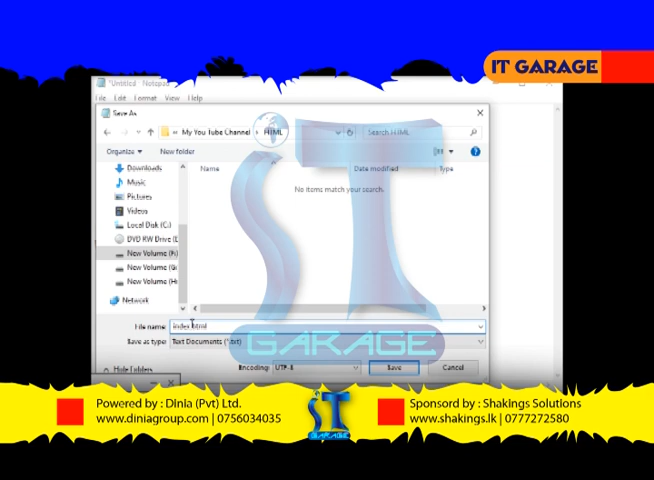 IT GARAGE
*Untitled - Notepad
File Edit Format View Help
Save As
« My You Tube Channel › HTML
Search HTML
Organize New folder
Name Date modified Type
No items match your search.
Downloads
Music
Pictures
Videos
Local Disk (C:)
DVD RW Drive (D
New Volume (F:)
New Volume (G:
New Volume (H:
Network
File name: index.html
Save as type: Text Documents (*.txt)
Hide Folders Encoding: UTF-8 Save Cancel
IT
GARAGE
Powered by : Dinia (Pvt) Ltd.
www.diniagroup.com | 0756034035
IT
GARAGE
Sponsord by : Shakings Solutions
www.shakings.lk | 0777272580